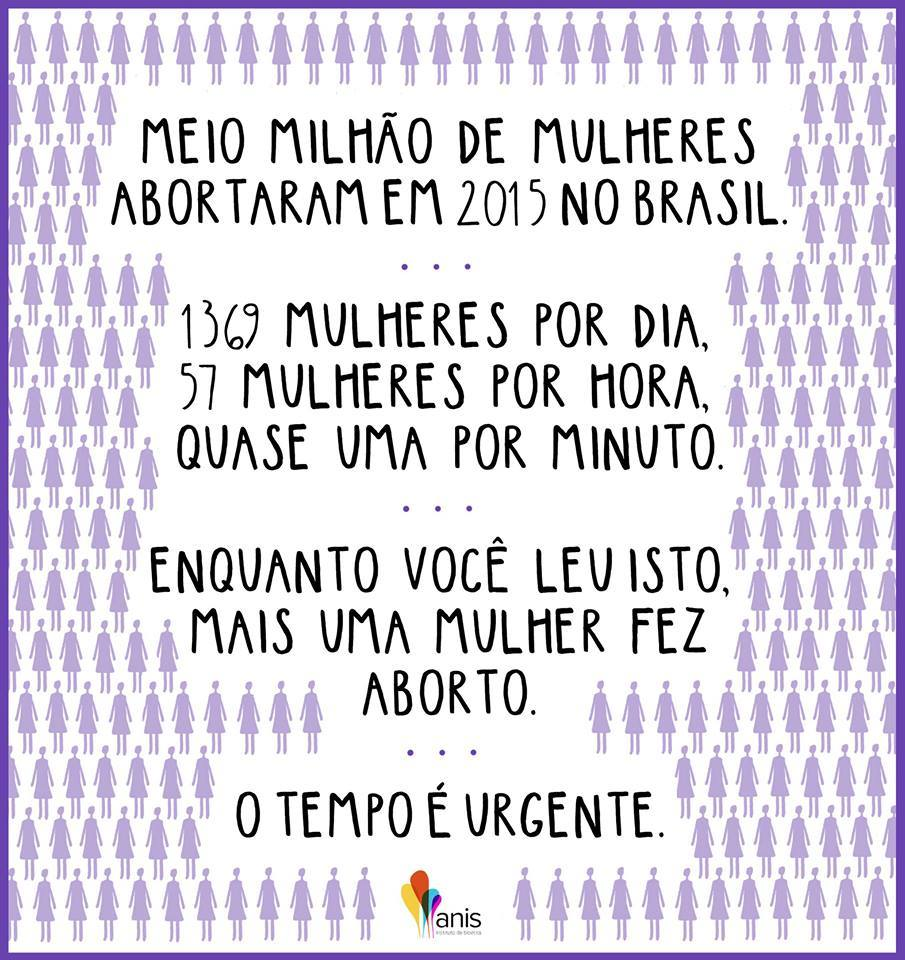 MEIO MILHÃO DE MULHERES
ABORTARAM EM 2015 NO BRASIL.
1369 MULHERES POR DIA,
57 MULHERES POR HORA,
QUASE UMA POR MINUTO.
ENQUANTO VOCÊ LEU ISTO,
MAIS UMA MULHER FEZ
ABORTO.
O TEMPO É URGENTE.
anis
instituto de bioética